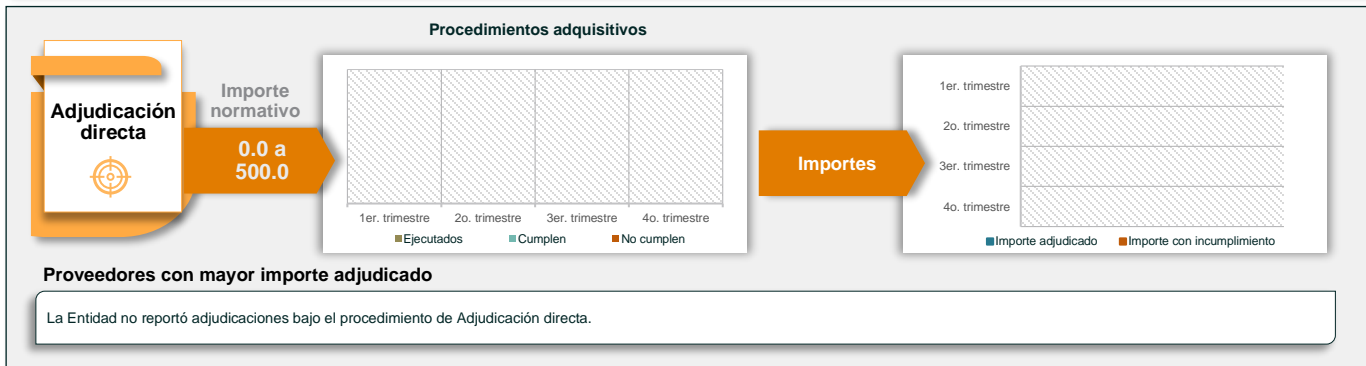 Procedimientos adquisitivos
Adjudicación
directa
Importe
normativo
0.0 a
500.0
1er. trimestre
2o. trimestre
3er. trimestre
4o. trimestre
Ejecutados
Cumplen
No cumplen
Importes
1er. trimestre
2o. trimestre
3er. trimestre
4o. trimestre
Importe adjudicado
Importe con incumplimiento
Proveedores con mayor importe adjudicado
La Entidad no reportó adjudicaciones bajo el procedimiento de Adjudicación directa.